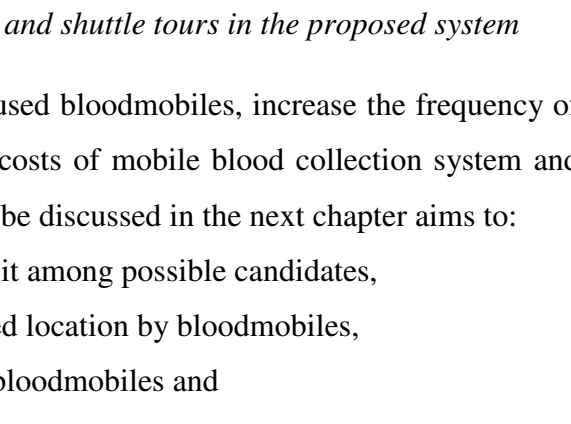 and shuttle tours in the proposed system
used bloodmobiles, increase the frequency of
costs of mobile blood collection system and
be discussed in the next chapter aims to:
it among possible candidates,
ed location by bloodmobiles,
bloodmobiles and